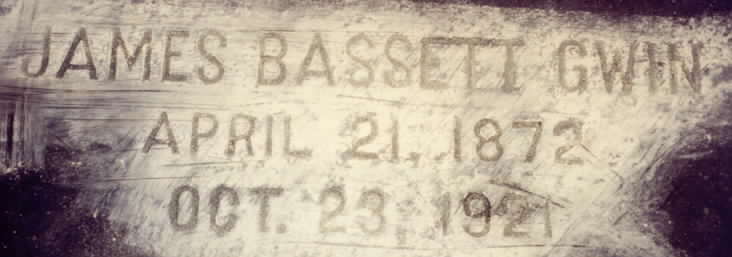 JAMES BASSETT GWIN
APRIL 21, 1872
OCT. 23, 1921